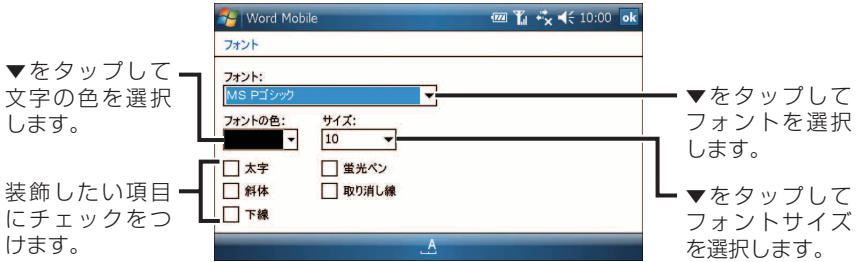 Word Mobile
10:00 ok
フォント
フォント:
MS Pゴシック
フォントの色: サイズ:
10
太字 蛍光ペン
斜体 取り消し線
下線
A
▼をタップして
文字の色を選択
します。
装飾したい項目
にチェックをつ
けます。
▼をタップして
フォントを選択
します。
▼をタップして
フォントサイズ
を選択します。